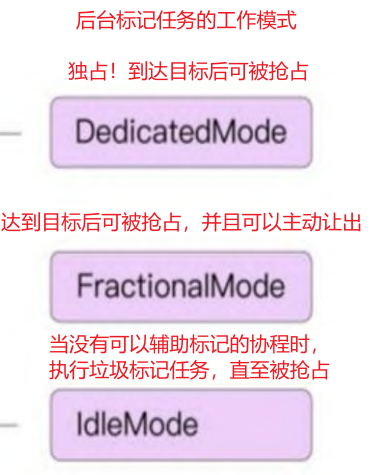 后台标记任务的工作模式
独占！到达目标后可被抢占
DedicatedMode
达到目标后可被抢占，并且可以主动让出
FractionalMode
当没有可以辅助标记的协程时，
执行垃圾标记任务，直至被抢占
IdleMode